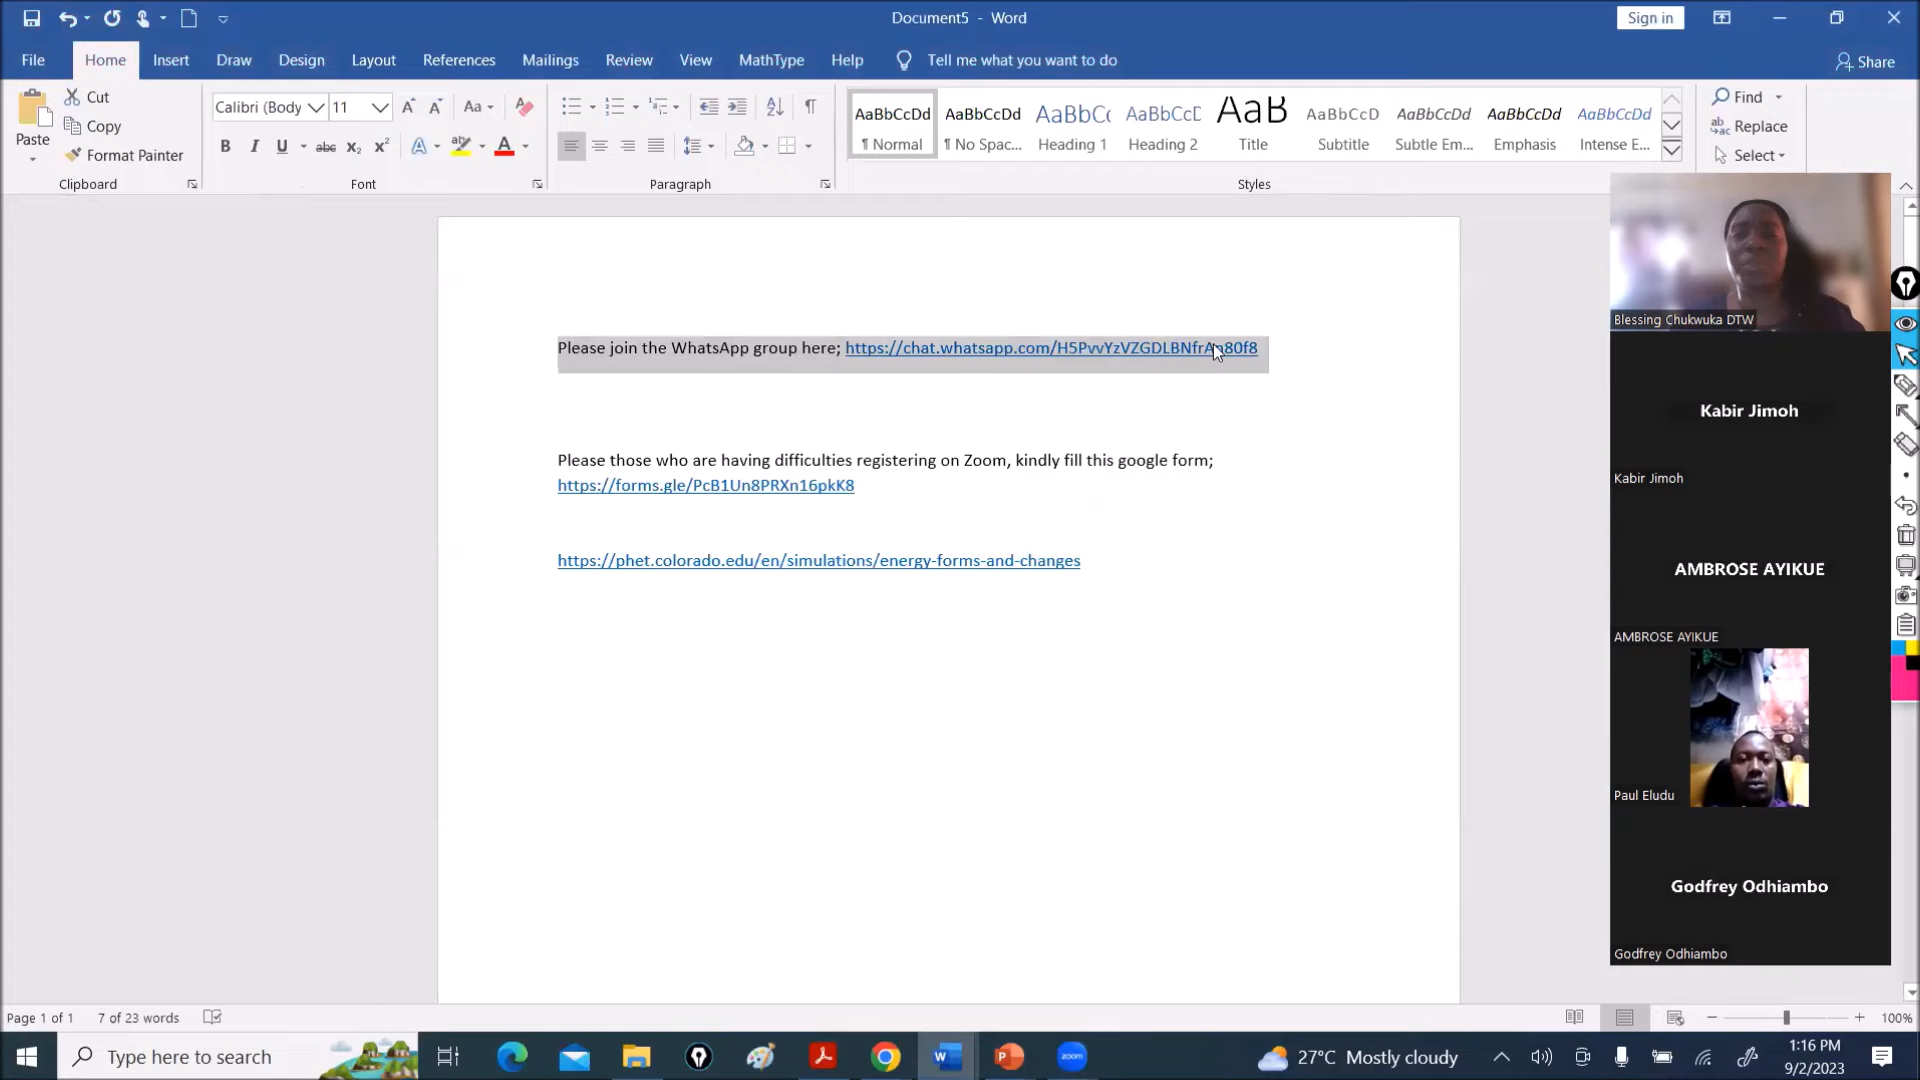 Document5 - Word
Sign in
File Home Insert Draw Design Layout References Mailings Review View MathType Help Tell me what you want to do Share
Paste Cut
Copy
Format Painter
Clipboard
Calibri (Body 11
Font
Paragraph
AaBbCcDd AaBbCcDd AaBbCc AaBbCcD AaB AaBbCcD AaBbCcDd AaBbCcDd AaBbCcDd
¶ Normal ¶ No Spac... Heading 1 Heading 2 Title Subtitle Subtle Em... Emphasis Intense E...
Styles
Find
Replace
Select
Please join the WhatsApp group here;
Please those who are having difficulties registering on Zoom, kindly fill this google form;
https://forms.gle/PcB1Un8PRXn16pkK8
https://phet.colorado.edu/en/simulations/energy-forms-and-changes
Blessing Chukwuka DTW
Kabir Jimoh
Kabir Jimoh
AMBROSE AYIKUE
AMBROSE AYIKUE
Paul Eludu
Godfrey Odhiambo
Godfrey Odhiambo
Page 1 of 1 7 of 23 words
100%
Type here to search
zoom
27°C Mostly cloudy
1:16 PM
9/2/2023